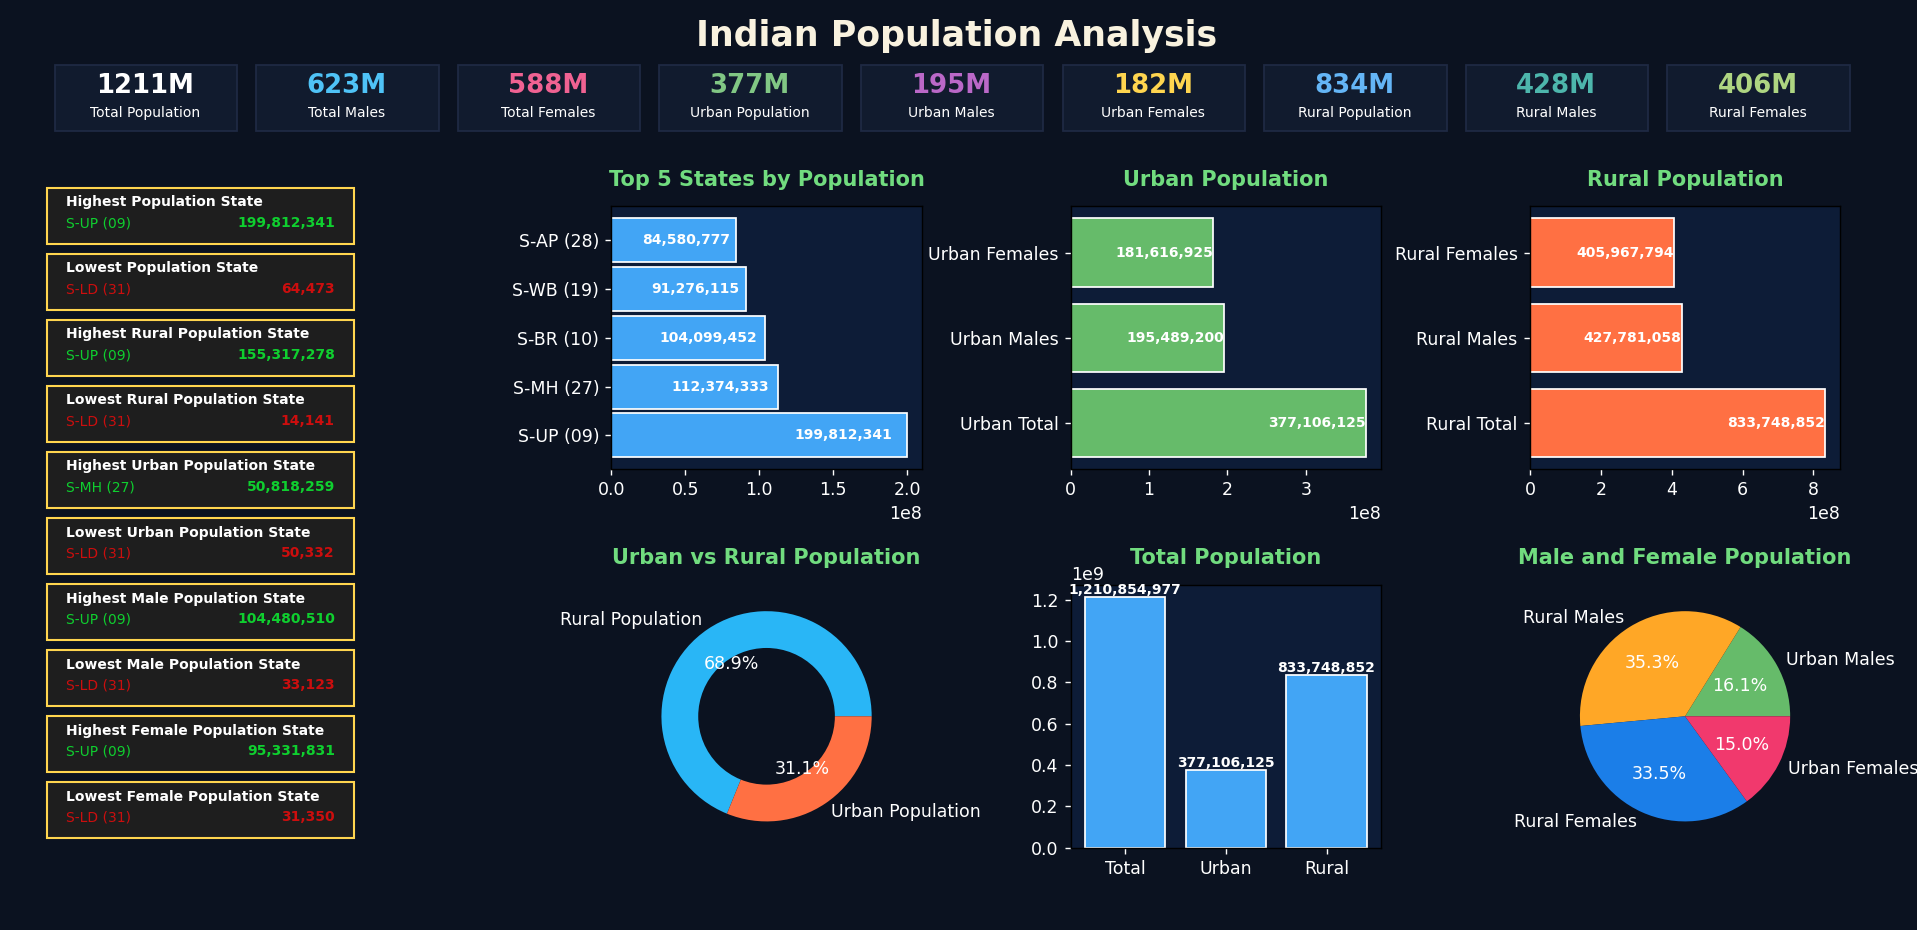 Indian Population Analysis
1211M
Total Population
623M
Total Males
588M
Total Females
377M
Urban Population
195M
Urban Males
182M
Urban Females
834M
Rural Population
428M
Rural Males
406M
Rural Females
Highest Population State
S-UP (09) 199,812,341
Lowest Population State
S-LD (31) 64,473
Highest Rural Population State
S-UP (09) 155,317,278
Lowest Rural Population State
S-LD (31) 14,141
Highest Urban Population State
S-MH (27) 50,818,259
Lowest Urban Population State
S-LD (31) 50,332
Highest Male Population State
S-UP (09) 104,480,510
Lowest Male Population State
S-LD (31) 33,123
Highest Female Population State
S-UP (09) 95,331,831
Lowest Female Population State
S-LD (31) 31,350
Top 5 States by Population
S-AP (28) 84,580,777
S-WB (19) 91,276,115
S-BR (10) 104,099,452
S-MH (27) 112,374,333
S-UP (09) 199,812,341
0.0 0.5 1.0 1.5 2.0
1e8
Urban Population
Urban Females 181,616,925
Urban Males 195,489,200
Urban Total 377,106,125
0 1 2 3
1e8
Rural Population
Rural Females 405,967,794
Rural Males 427,781,058
Rural Total 833,748,852
0 2 4 6 8
1e8
Urban vs Rural Population
Rural Population
68.9%
31.1%
Urban Population
Total Population
1e9
1,210,854,977
1.2
1.0
833,748,852
0.8
0.6
377,106,125
0.4
0.2
0.0
Total Urban Rural
Male and Female Population
Rural Males
35.3%
Urban Males
16.1%
15.0%
Urban Females
33.5%
Rural Females